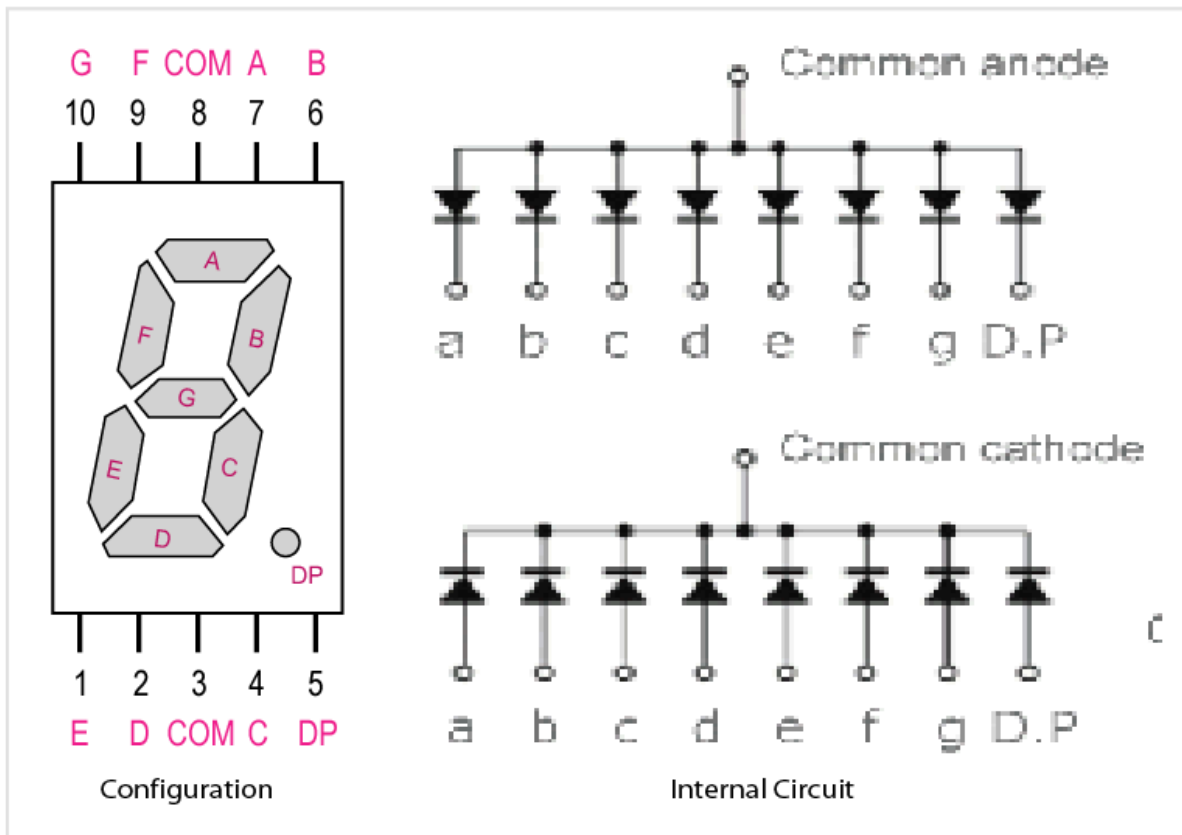 G F COM A B
10 9 8 7 6
A
F
B
G
E
C
D
DP
1 2 3 4 5
E D COM C DP
Configuration
Common anode
a b c d e f g D.P
Common cathode
a b c d e f g D.P
Internal Circuit